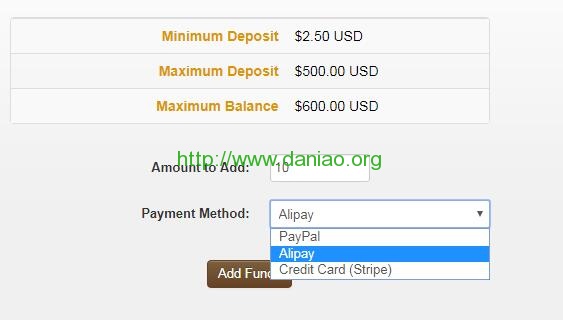 Minimum Deposit $2.50 USD
Maximum Deposit $500.00 USD
Maximum Balance $600.00 USD
http://www.daniao.org
Amount to Add: 10
Payment Method: Alipay
PayPal
Alipay
Credit Card (Stripe)
Add Fun